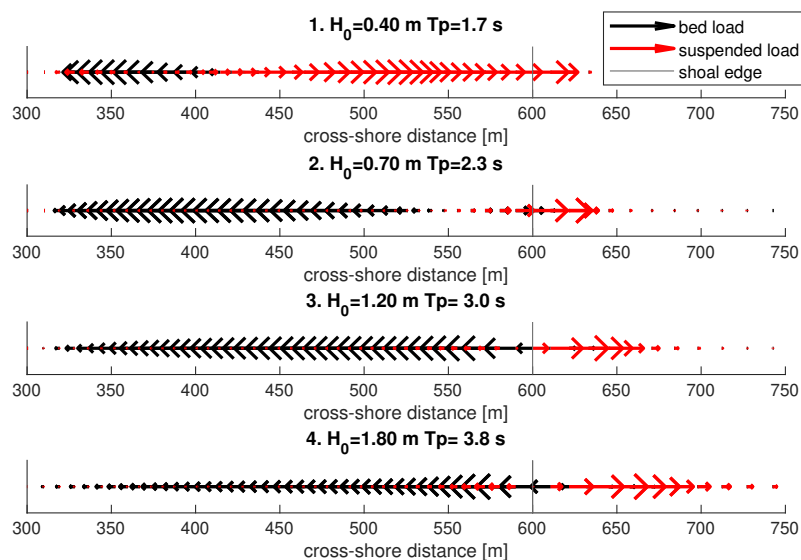 1. H₀=0.40 m Tp=1.7 s
bed load
suspended load
shoal edge
300 350 400 450 500 550 600 650 700 750
cross-shore distance [m]
2. H₀=0.70 m Tp=2.3 s
300 350 400 450 500 550 600 650 700 750
cross-shore distance [m]
3. H₀=1.20 m Tp= 3.0 s
300 350 400 450 500 550 600 650 700 750
cross-shore distance [m]
4. H₀=1.80 m Tp= 3.8 s
300 350 400 450 500 550 600 650 700 750
cross-shore distance [m]